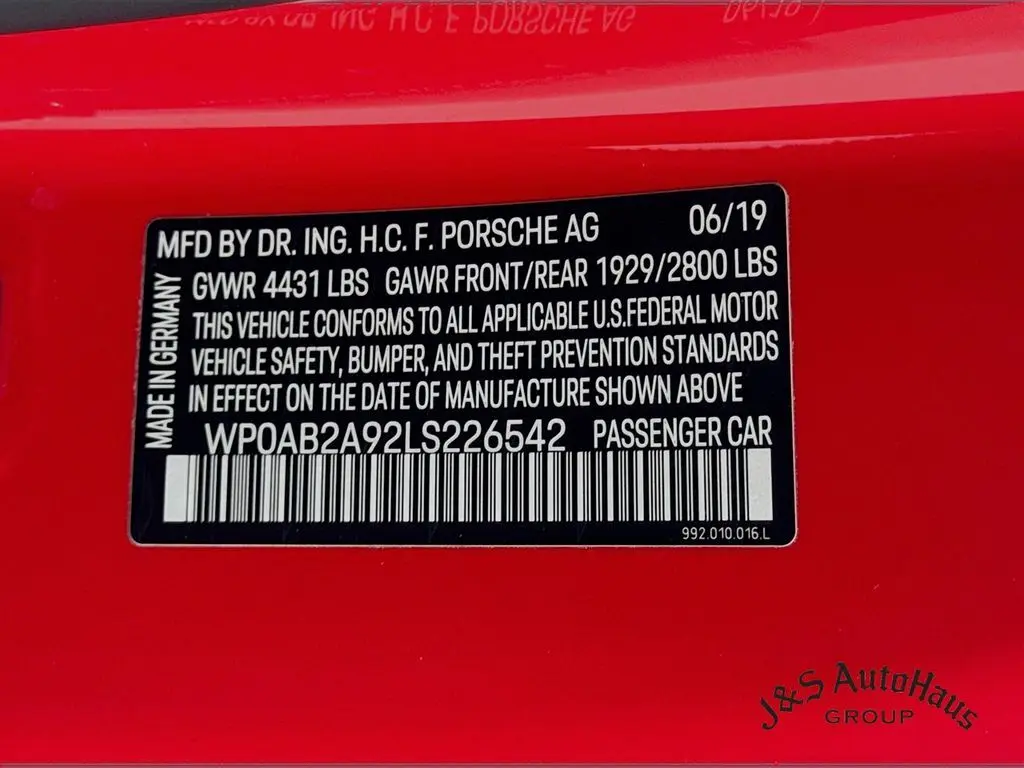 MFD BY DR. ING. H.C. F. PORSCHE AG 06/19
GVWR 4431 LBS GAWR FRONT/REAR 1929/2800 LBS
THIS VEHICLE CONFORMS TO ALL APPLICABLE U.S.FEDERAL MOTOR
VEHICLE SAFETY, BUMPER, AND THEFT PREVENTION STANDARDS
IN EFFECT ON THE DATE OF MANUFACTURE SHOWN ABOVE
MADE IN GERMANY
WP0AB2A92LS226542 PASSENGER CAR
992.010.016.L
J&S AutoHaus
GROUP